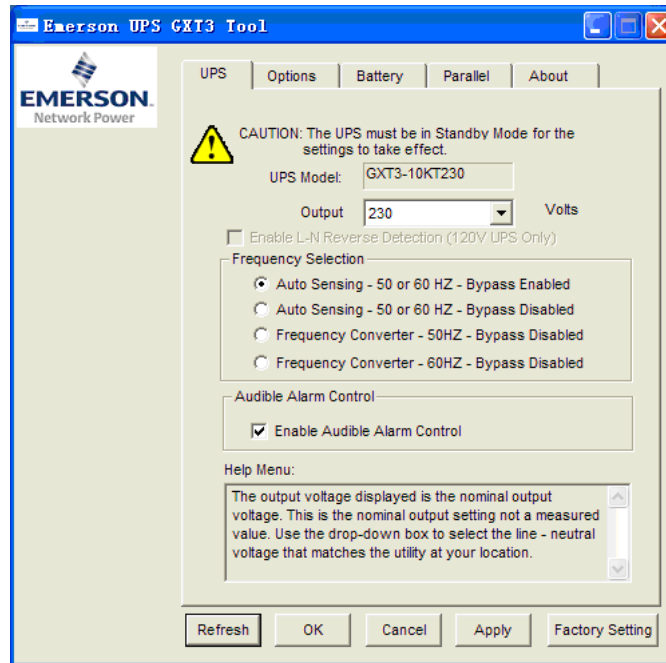 Emerson UPS GXT3 Tool
EMERSON.
Network Power
UPS
Options
Battery
Parallel
About
CAUTION: The UPS must be in Standby Mode for the
settings to take effect.
UPS Model:
GXT3-10KT230
Output
230
Volts
Enable L-N Reverse Detection (120V UPS Only)
Frequency Selection
Auto Sensing - 50 or 60 HZ - Bypass Enabled
Auto Sensing - 50 or 60 HZ - Bypass Disabled
Frequency Converter - 50HZ - Bypass Disabled
Frequency Converter - 60HZ - Bypass Disabled
Audible Alarm Control
Enable Audible Alarm Control
Help Menu:
The output voltage displayed is the nominal output
voltage. This is the nominal output setting not a measured
value. Use the drop-down box to select the line - neutral
voltage that matches the utility at your location.
Refresh
OK
Cancel
Apply
Factory Setting